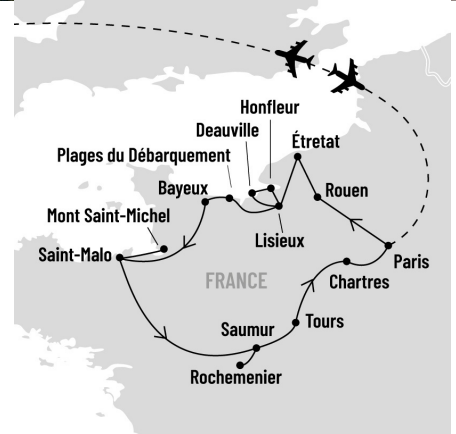 Honfleur
Deauville
Étretat
Plages du Débarquement
Bayeux
Rouen
Mont Saint-Michel
Lisieux
Saint-Malo
Paris
FRANCE
Chartres
Saumur
Tours
Rochemenier